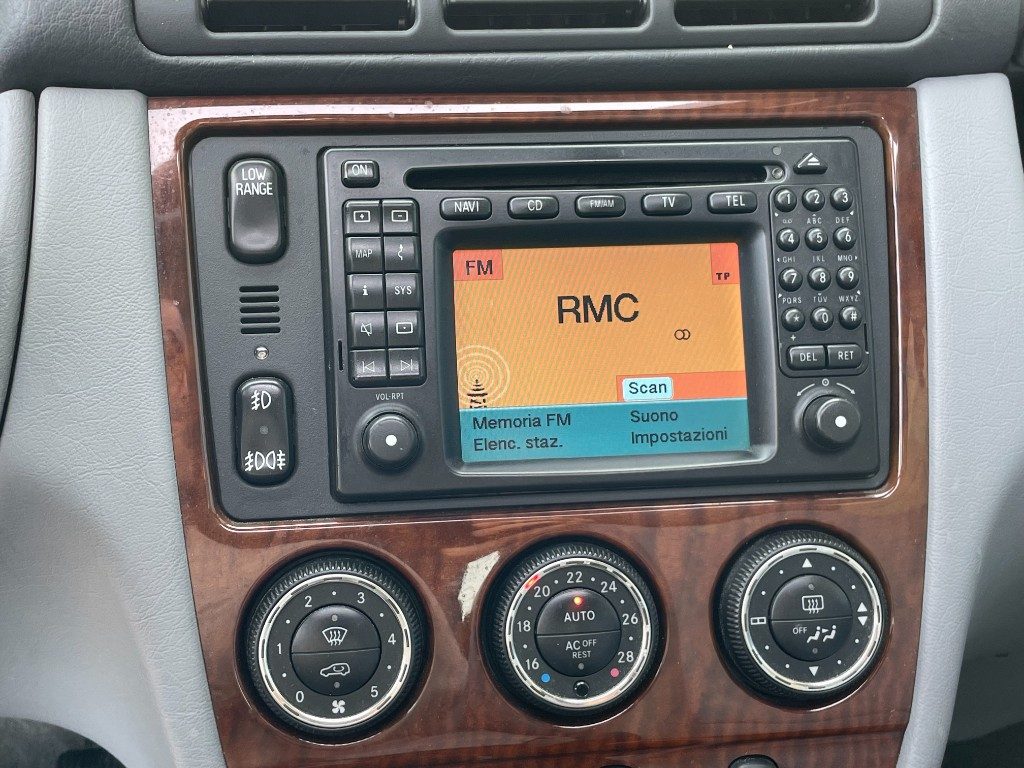 LOW
RANGE
ON
NAVI CD FM/AM TV TEL
MAP
i SYS
VOL-RPT
FM TP
RMC
Scan
Memoria FM Suono
Elenc. staz. Impostazioni
1 2 3
ABC DEF
4 5 6
GHI JKL MNO
7 8 9
PQRS TUV WXYZ
* 0 #
+
DEL RET
0 1 2 3 4 5
16 18 20 22 24 26 28
AUTO
AC OFF
REST
OFF